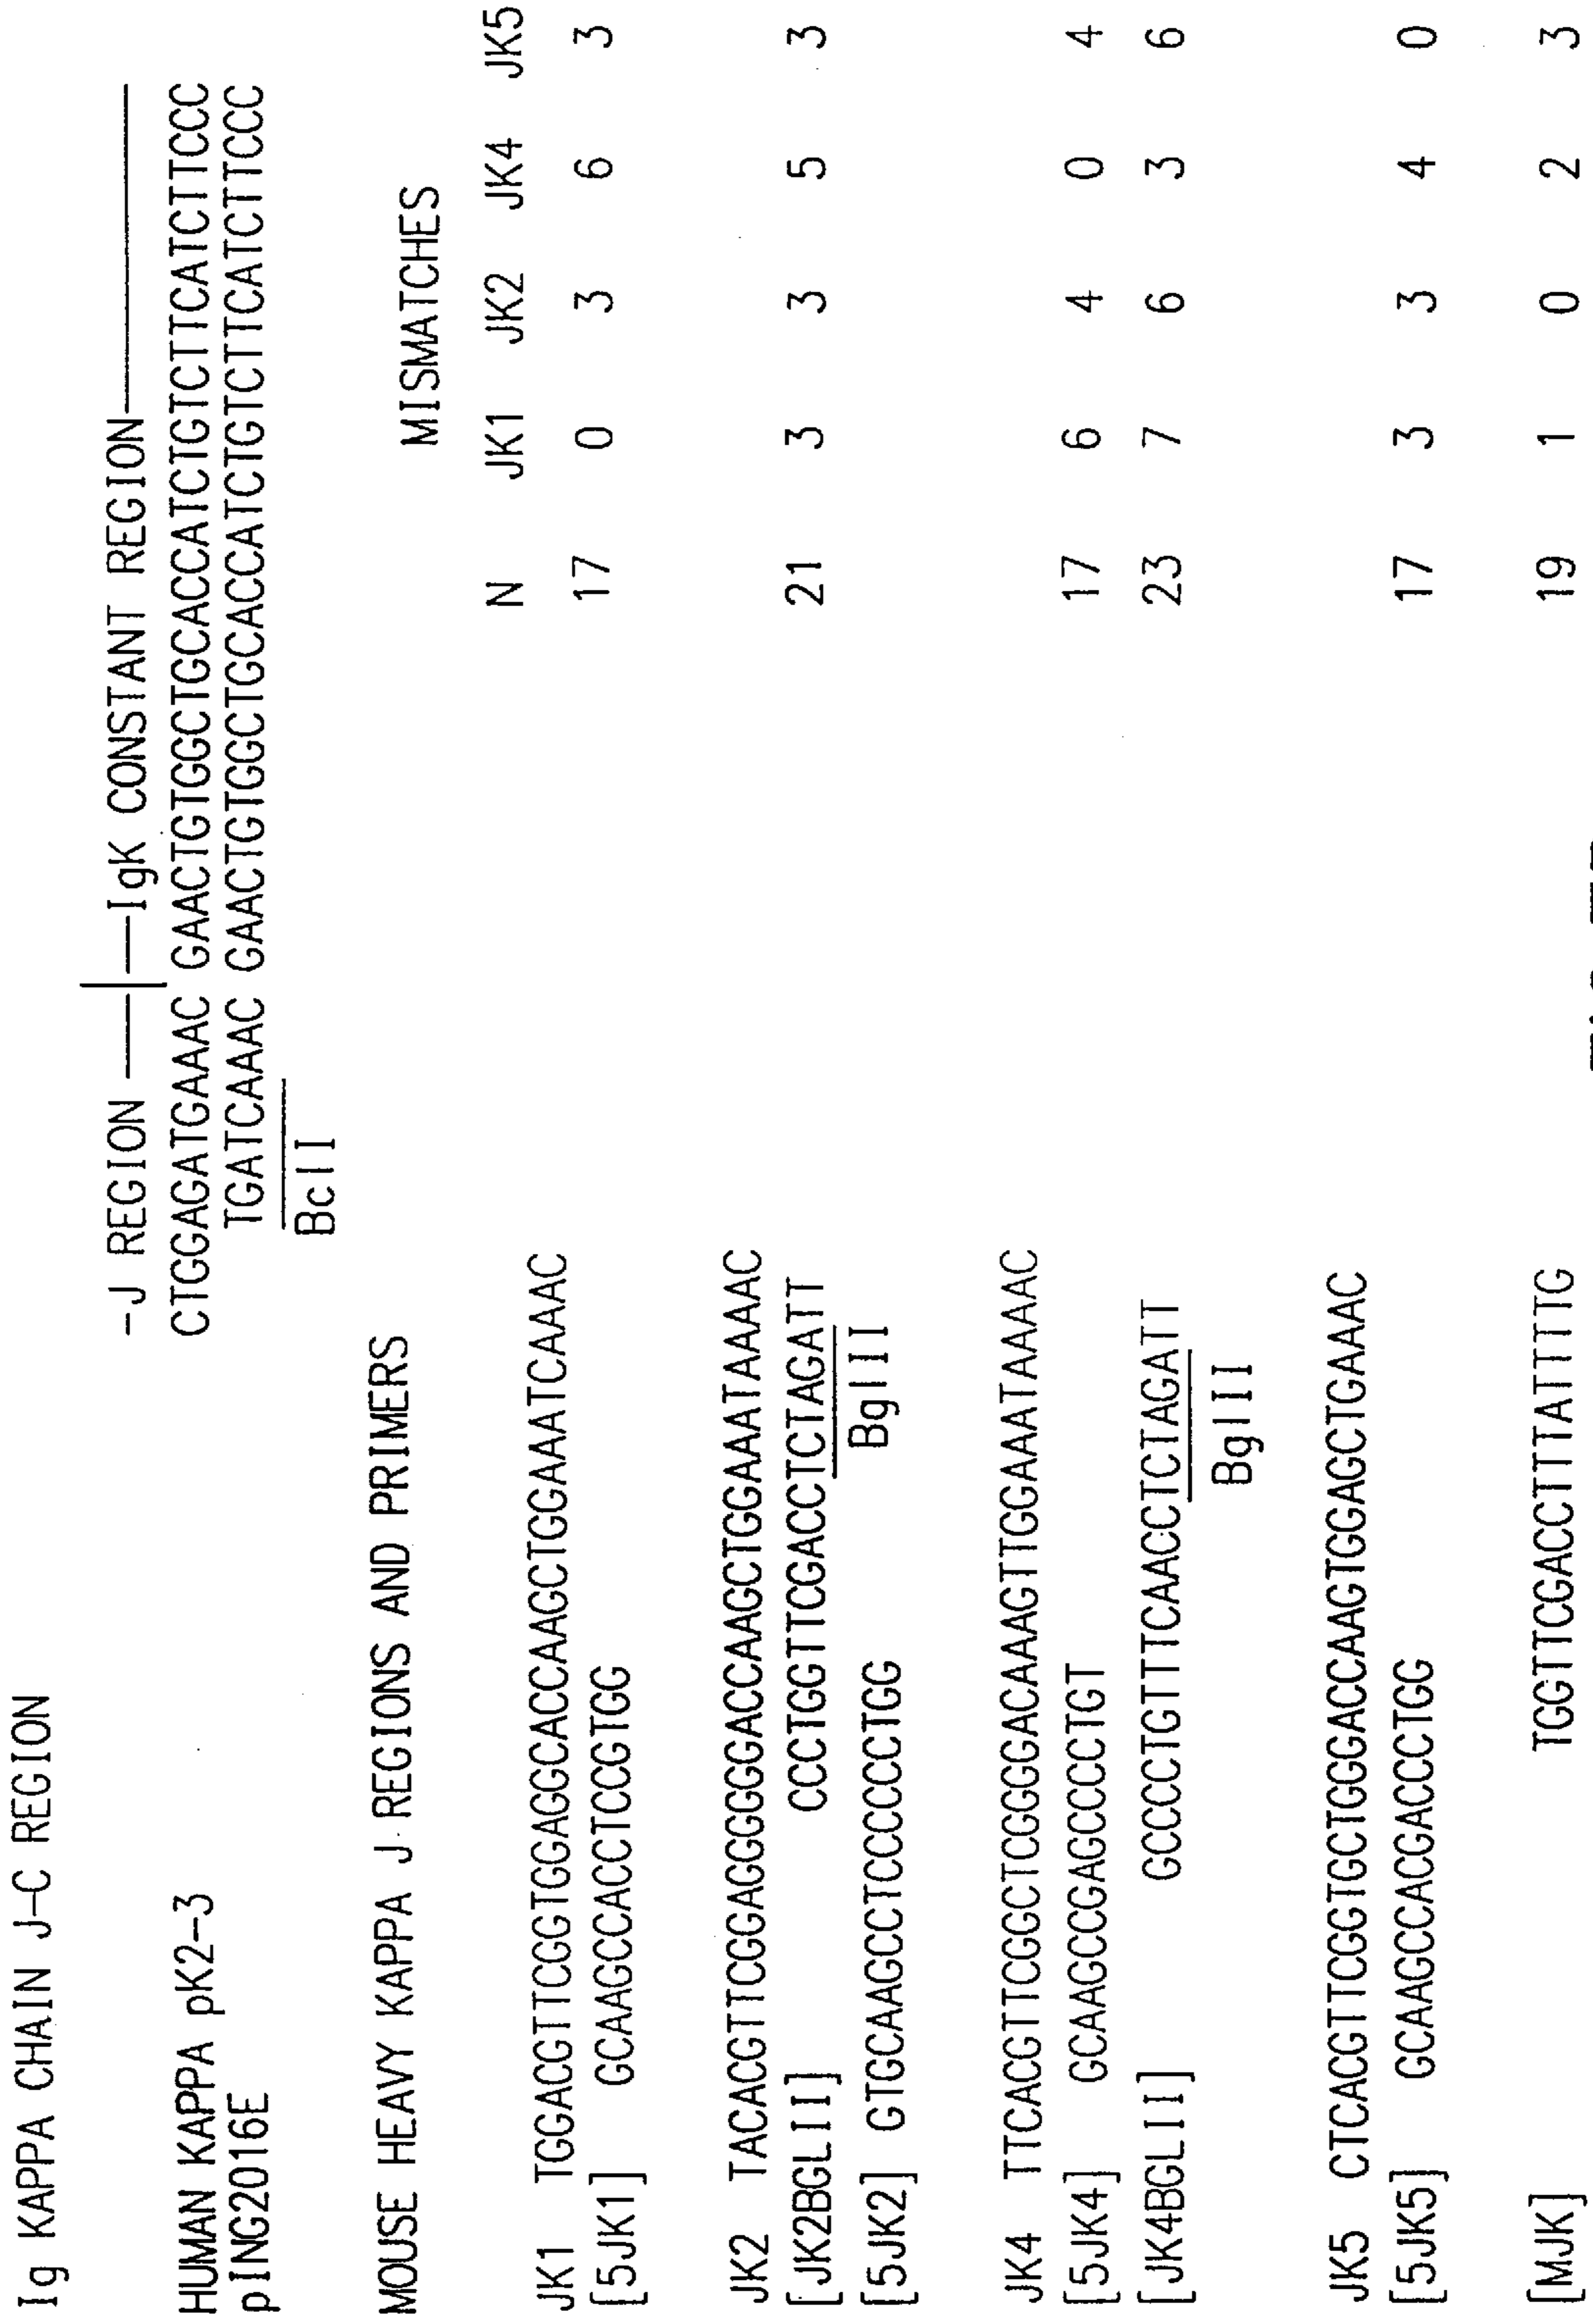 Ig KAPPA CHAIN J-C REGION
-J REGION ——|——IgK CONSTANT REGION————
HUMAN KAPPA pK2-3 CTGGAGATGAAAC GAACTGTGGCTGCACCATCTGTCTTCATCTTCCC
pING2016E TGATCAAAC GAACTGTGGCTGCACCATCTGTCTTCATCTTCCC
BclI
MOUSE HEAVY KAPPA J REGIONS AND PRIMERS MISMATCHES
N JK1 JK2 JK4 JK5
JK1 TGGACGTTCGGTGGAGGCACCAAGCTGGAAATCAAAC
[5JK1] GCAAGCCACCTCCGTGG 17 0 3 6 3
JK2 TACACGTTCGGAGGGGGGACCAAGCTGGAAATAAAAC
[JK2BGLII] CCCTGGTTCGACCTCTAGATT 21 3 3 5 3
BglII
[5JK2] GTGCAAGCCTCCCCCCTGG
JK4 TTCACGTTCGGCTCGGGGACAAAGTTGGAAATAAAAC
[5JK4] GCAAGCCGAGCCCCTGT 17 6 4 0 4
[JK4BGLII] GCCCCTGTTTCAACCTCTAGATT 23 7 6 3 6
BglII
JK5 CTCACGTTCGGTGCTGGGACCAAGTGGAGCTGAAAC
[5JK5] GCAAGCCACGACCCTGG 17 3 3 4 0
[MJK] TGGTTCGACCTTTATTTTG 19 1 0 2 3